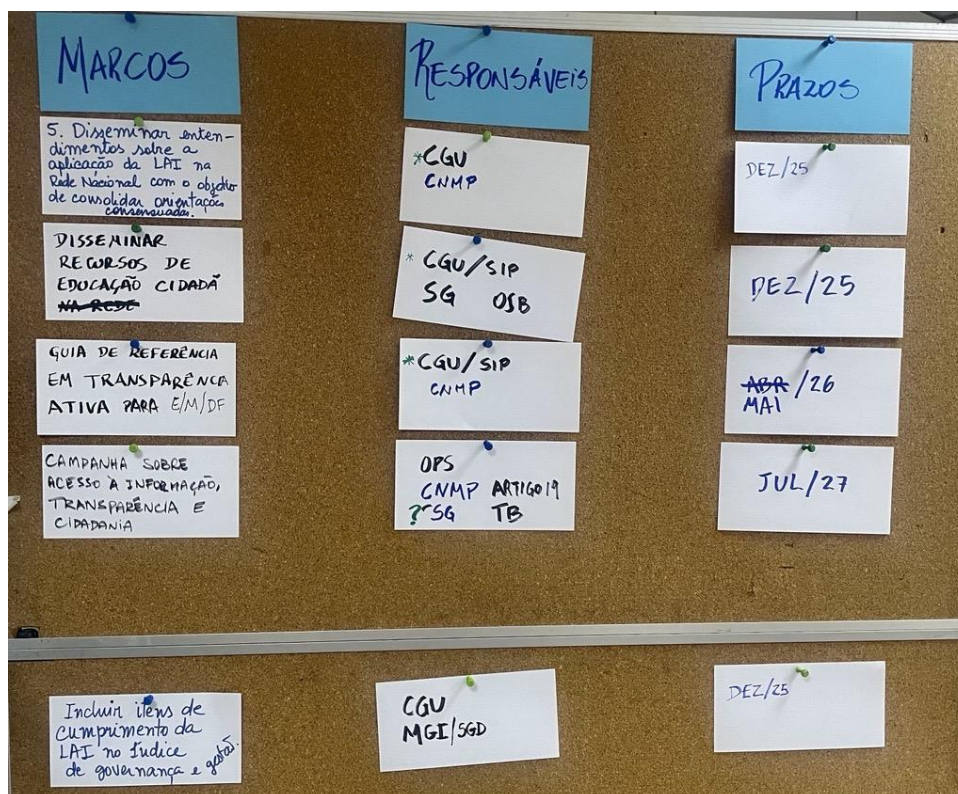 MARCOS
RESPONSÁVEIS
PRAZOS
5. Disseminar enten-
dimentos sobre a
aplicação da LAI na
Rede Nacional com o objetivo
de consolidar orientações
consensuadas.
*CGU
CNMP
DEZ/25
DISSEMINAR
RECURSOS DE
EDUCAÇÃO CIDADÃ
NA REDE
* CGU/SIP
SG OSB
DEZ/25
GUIA DE REFERÊNCIA
EM TRANSPARÊNCIA
ATIVA PARA E/M/DF
*CGU/SIP
CNMP
ABR /26
MAI
CAMPANHA SOBRE
ACESSO À INFORMAÇÃO,
TRANSPARÊNCIA E
CIDADANIA
OPS
CNMP ARTIGO19
? SG TB
JUL/27
Incluir itens de
cumprimento da
LAI no Índice
de governança e gestão.
CGU
MGI/SGD
DEZ/25